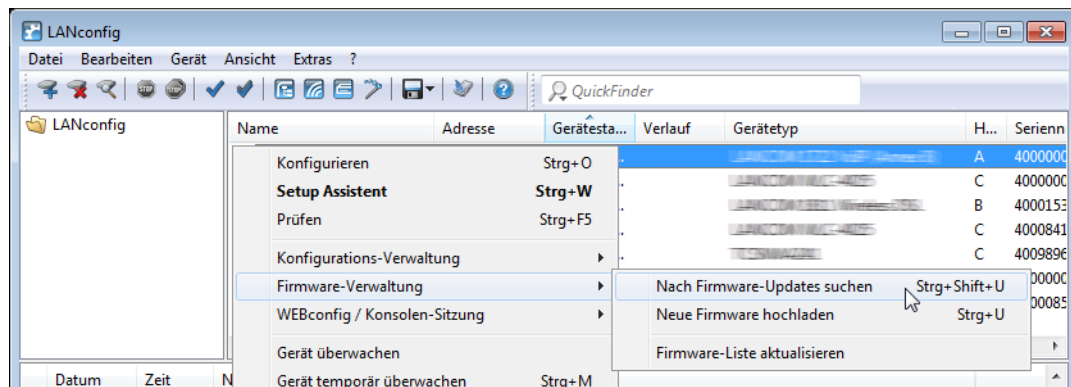 LANconfig
Datei Bearbeiten Gerät Ansicht Extras ?
QuickFinder
LANconfig
Name Adresse Gerätesta... Verlauf Gerätetyp H... Serienn
A 4000000
C 4000000
B 4000153
C 4000841
C 4009896
Konfigurieren Strg+O
Setup Assistent Strg+W
Prüfen Strg+F5
Konfigurations-Verwaltung
Firmware-Verwaltung
WEBconfig / Konsolen-Sitzung
Gerät überwachen
Gerät temporär überwachen Strg+M
Nach Firmware-Updates suchen Strg+Shift+U
Neue Firmware hochladen Strg+U
Firmware-Liste aktualisieren
Datum Zeit N